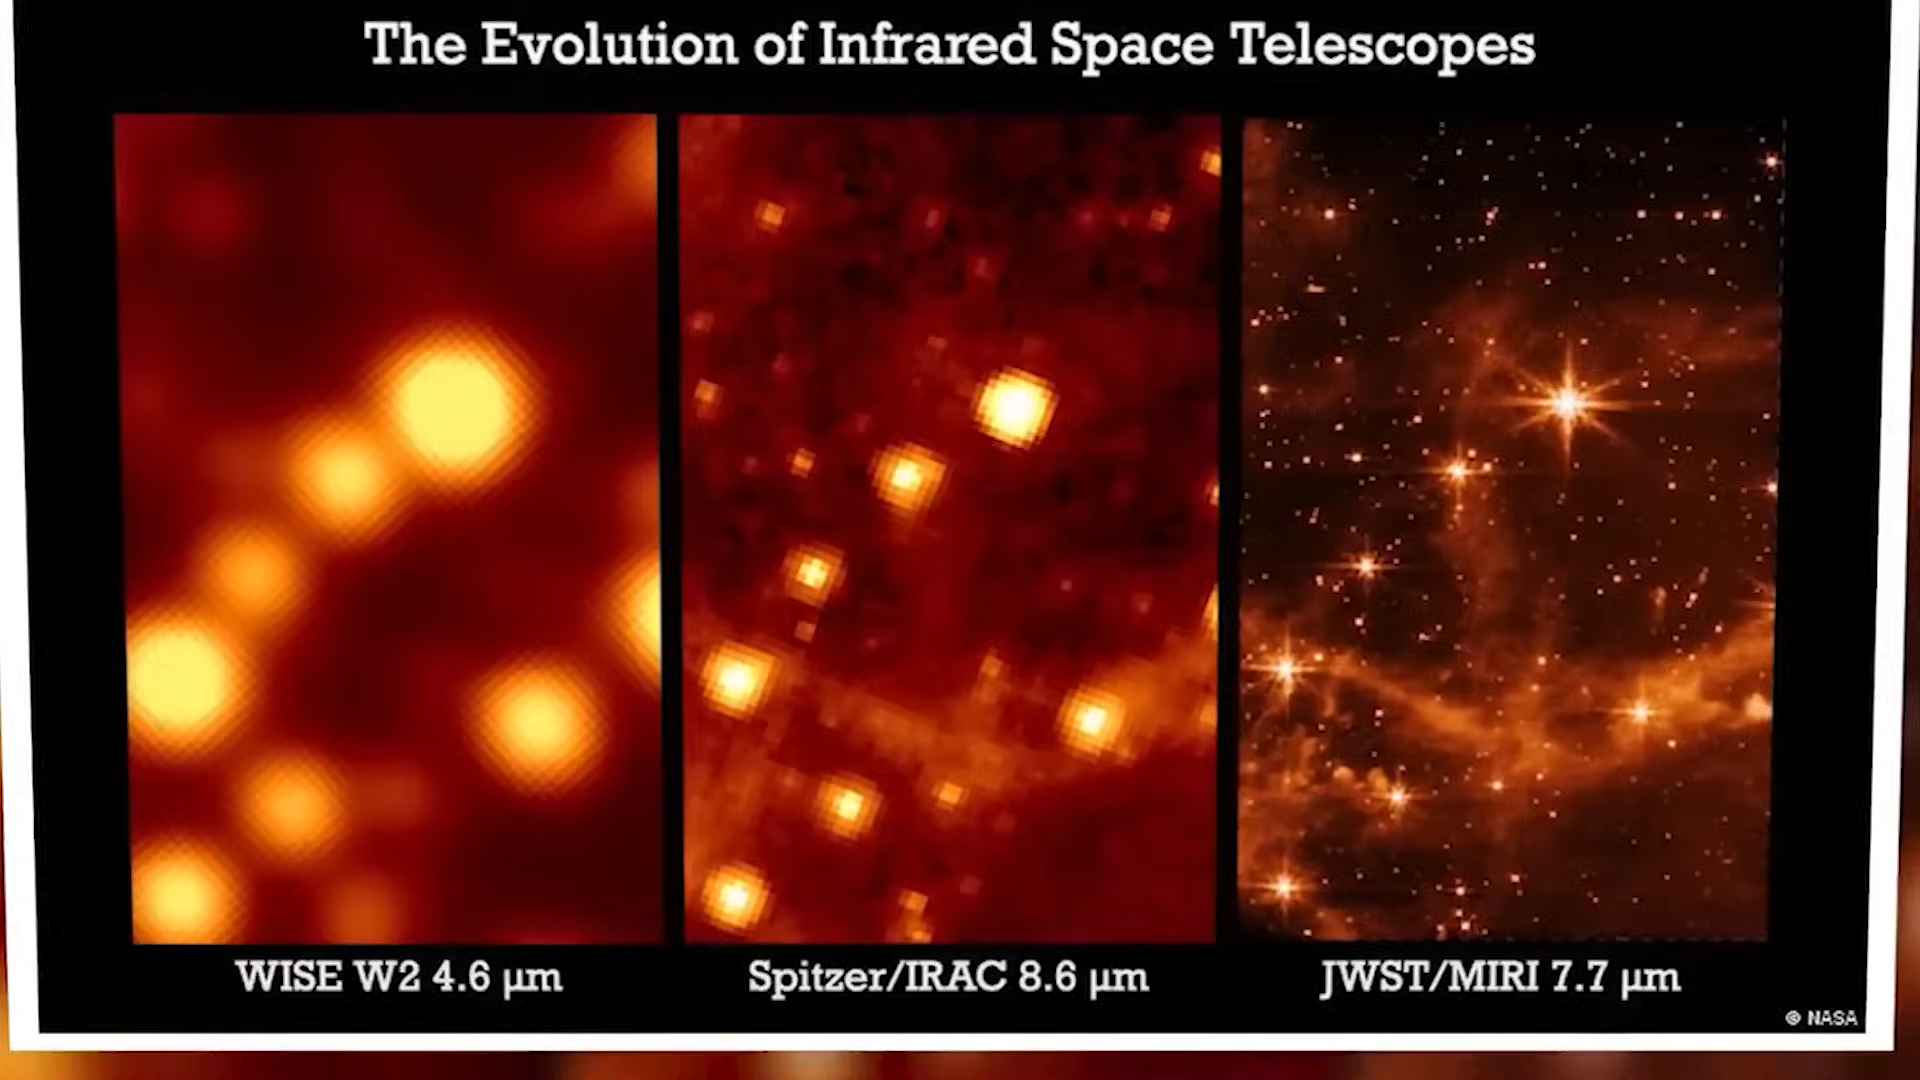 The Evolution of Infrared Space Telescopes
WISE W2 4.6 µm
Spitzer/IRAC 8.6 µm
JWST/MIRI 7.7 µm
© NASA